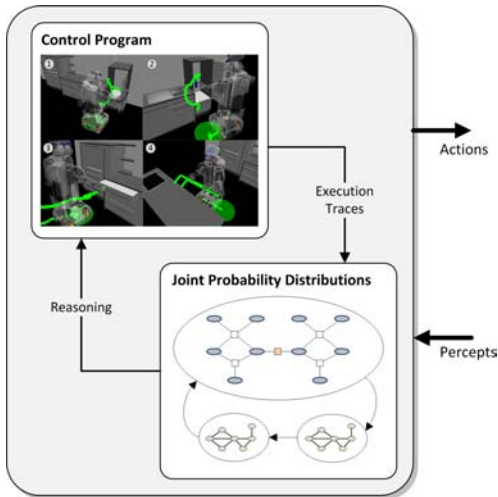 Control Program
1
2
3
4
Actions
Execution
Traces
Joint Probability Distributions
Reasoning
Percepts